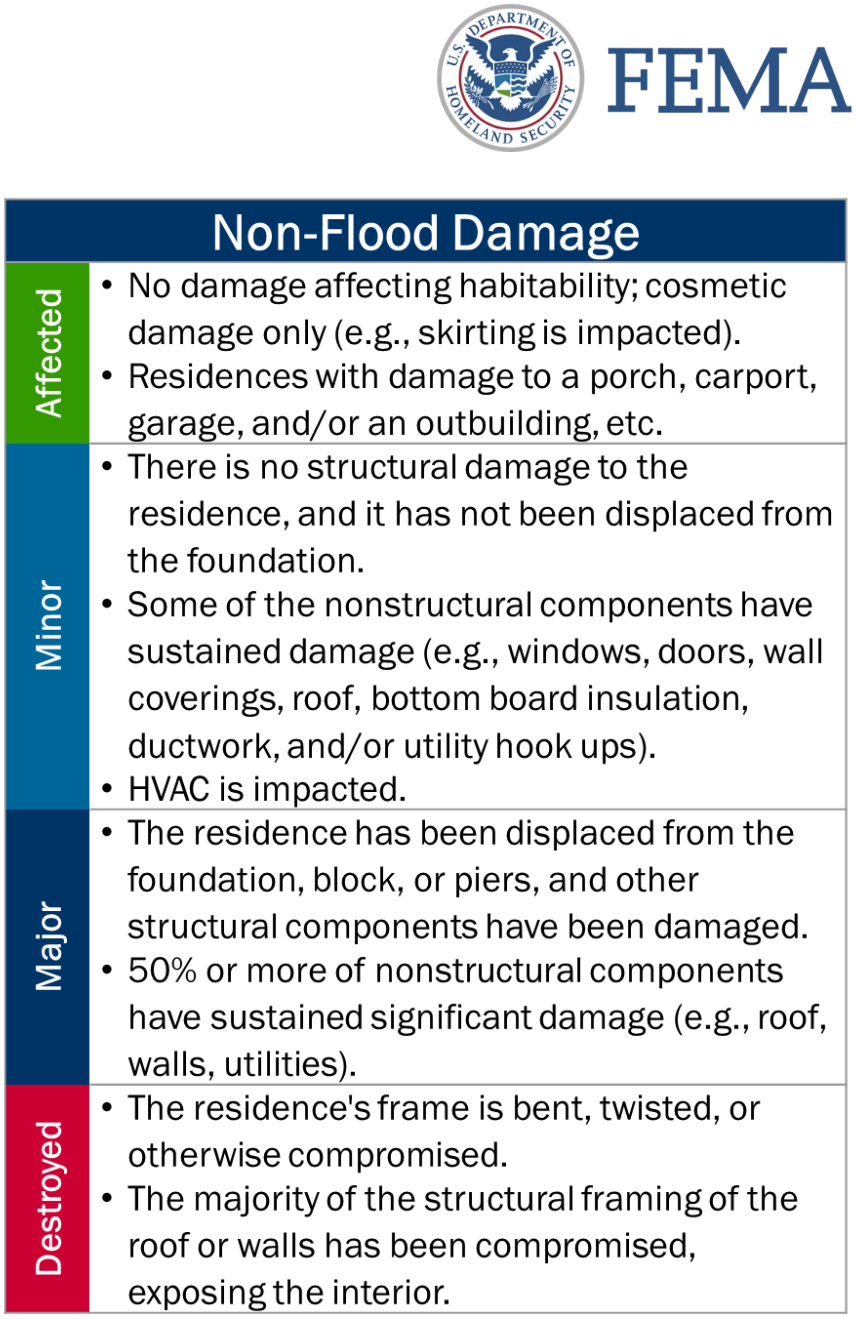 U.S. DEPARTMENT OF
HOMELAND SECURITY
FEMA
Non-Flood Damage
Affected
• No damage affecting habitability; cosmetic
damage only (e.g., skirting is impacted).
• Residences with damage to a porch, carport,
garage, and/or an outbuilding, etc.
Minor
• There is no structural damage to the
residence, and it has not been displaced from
the foundation.
• Some of the nonstructural components have
sustained damage (e.g., windows, doors, wall
coverings, roof, bottom board insulation,
ductwork, and/or utility hook ups).
• HVAC is impacted.
Major
• The residence has been displaced from the
foundation, block, or piers, and other
structural components have been damaged.
• 50% or more of nonstructural components
have sustained significant damage (e.g., roof,
walls, utilities).
Destroyed
• The residence's frame is bent, twisted, or
otherwise compromised.
• The majority of the structural framing of the
roof or walls has been compromised,
exposing the interior.